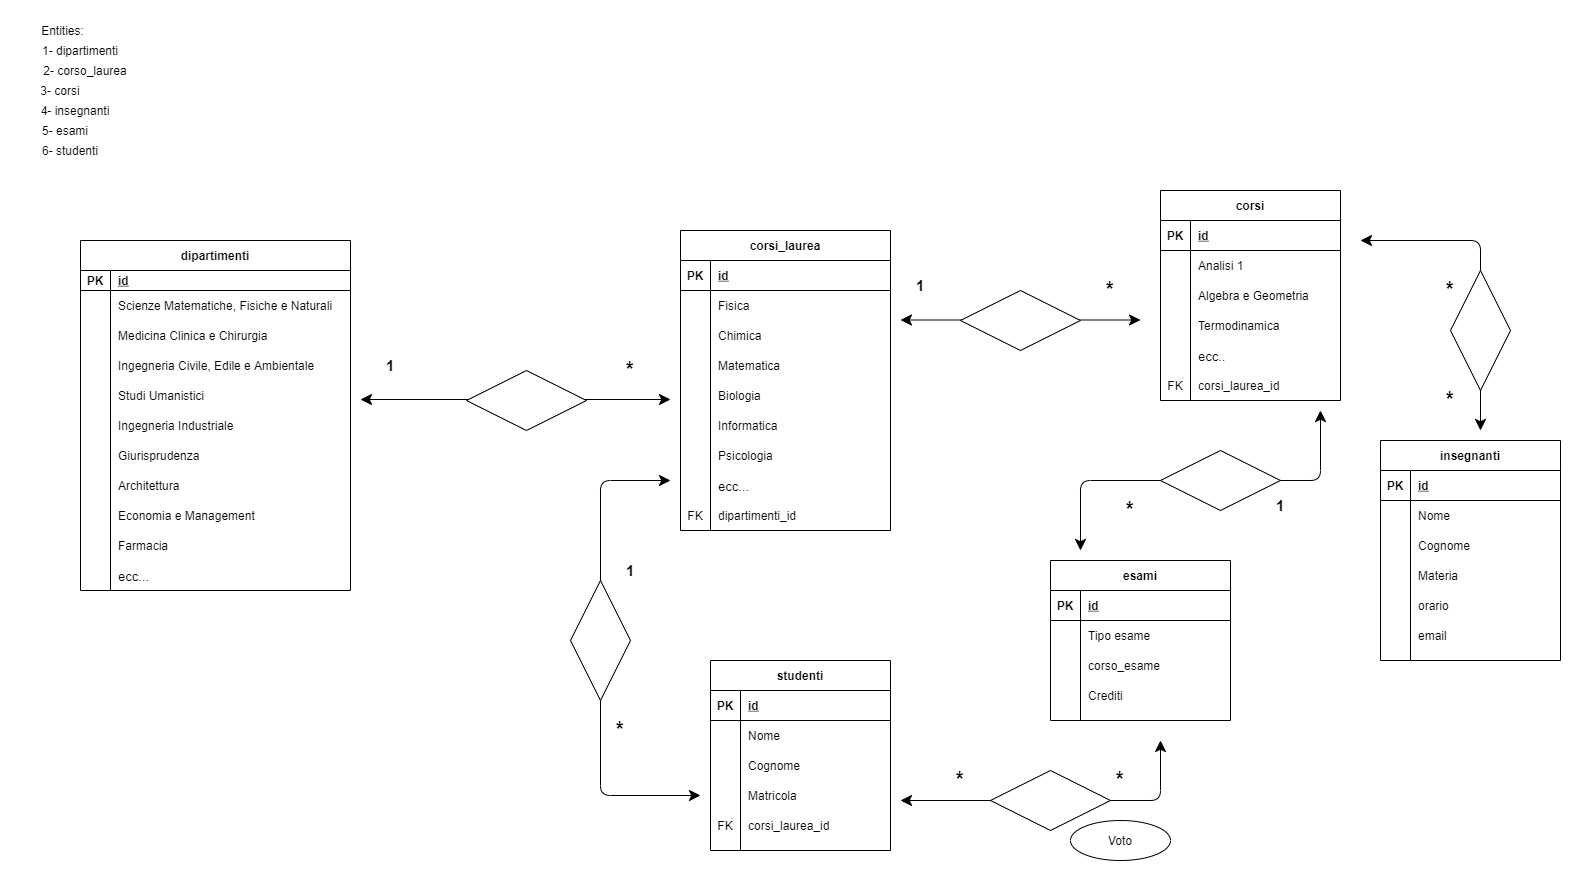 Entities:
1- dipartimenti
2- corso_laurea
3- corsi
4- insegnanti
5- esami
6- studenti
dipartimenti
PK id
Scienze Matematiche, Fisiche e Naturali
Medicina Clinica e Chirurgia
Ingegneria Civile, Edile e Ambientale
Studi Umanistici
Ingegneria Industriale
Giurisprudenza
Architettura
Economia e Management
Farmacia
ecc...
1 *
corsi_laurea
PK id
Fisica
Chimica
Matematica
Biologia
Informatica
Psicologia
ecc...
FK dipartimenti_id
1 *
corsi
PK id
Analisi 1
Algebra e Geometria
Termodinamica
ecc..
FK corsi_laurea_id
*
*
insegnanti
PK id
Nome
Cognome
Materia
orario
email
* 1
esami
PK id
Tipo esame
corso_esame
Crediti
1
*
studenti
PK id
Nome
Cognome
Matricola
FK corsi_laurea_id
* *
Voto